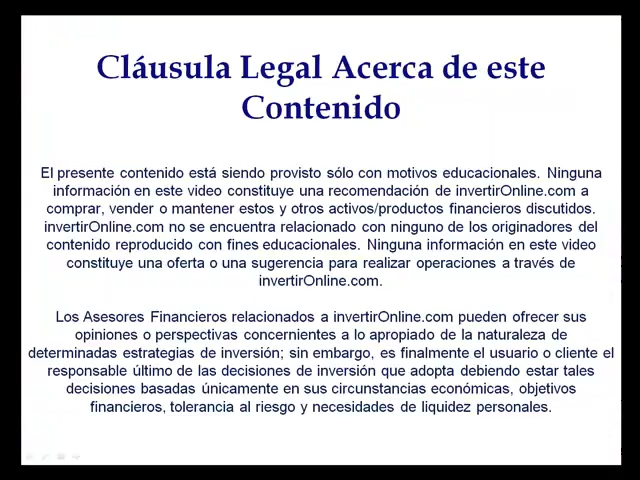 Cláusula Legal Acerca de este
Contenido
El presente contenido está siendo provisto sólo con motivos educacionales. Ninguna
información en este video constituye una recomendación de invertirOnline.com a
comprar, vender o mantener estos y otros activos/productos financieros discutidos.
invertirOnline.com no se encuentra relacionado con ninguno de los originadores del
contenido reproducido con fines educacionales. Ninguna información en este video
constituye una oferta o una sugerencia para realizar operaciones a través de
invertirOnline.com.
Los Asesores Financieros relacionados a invertirOnline.com pueden ofrecer sus
opiniones o perspectivas concernientes a lo apropiado de la naturaleza de
determinadas estrategias de inversión; sin embargo, es finalmente el usuario o cliente el
responsable último de las decisiones de inversión que adopta debiendo estar tales
decisiones basadas únicamente en sus circunstancias económicas, objetivos
financieros, tolerancia al riesgo y necesidades de liquidez personales.